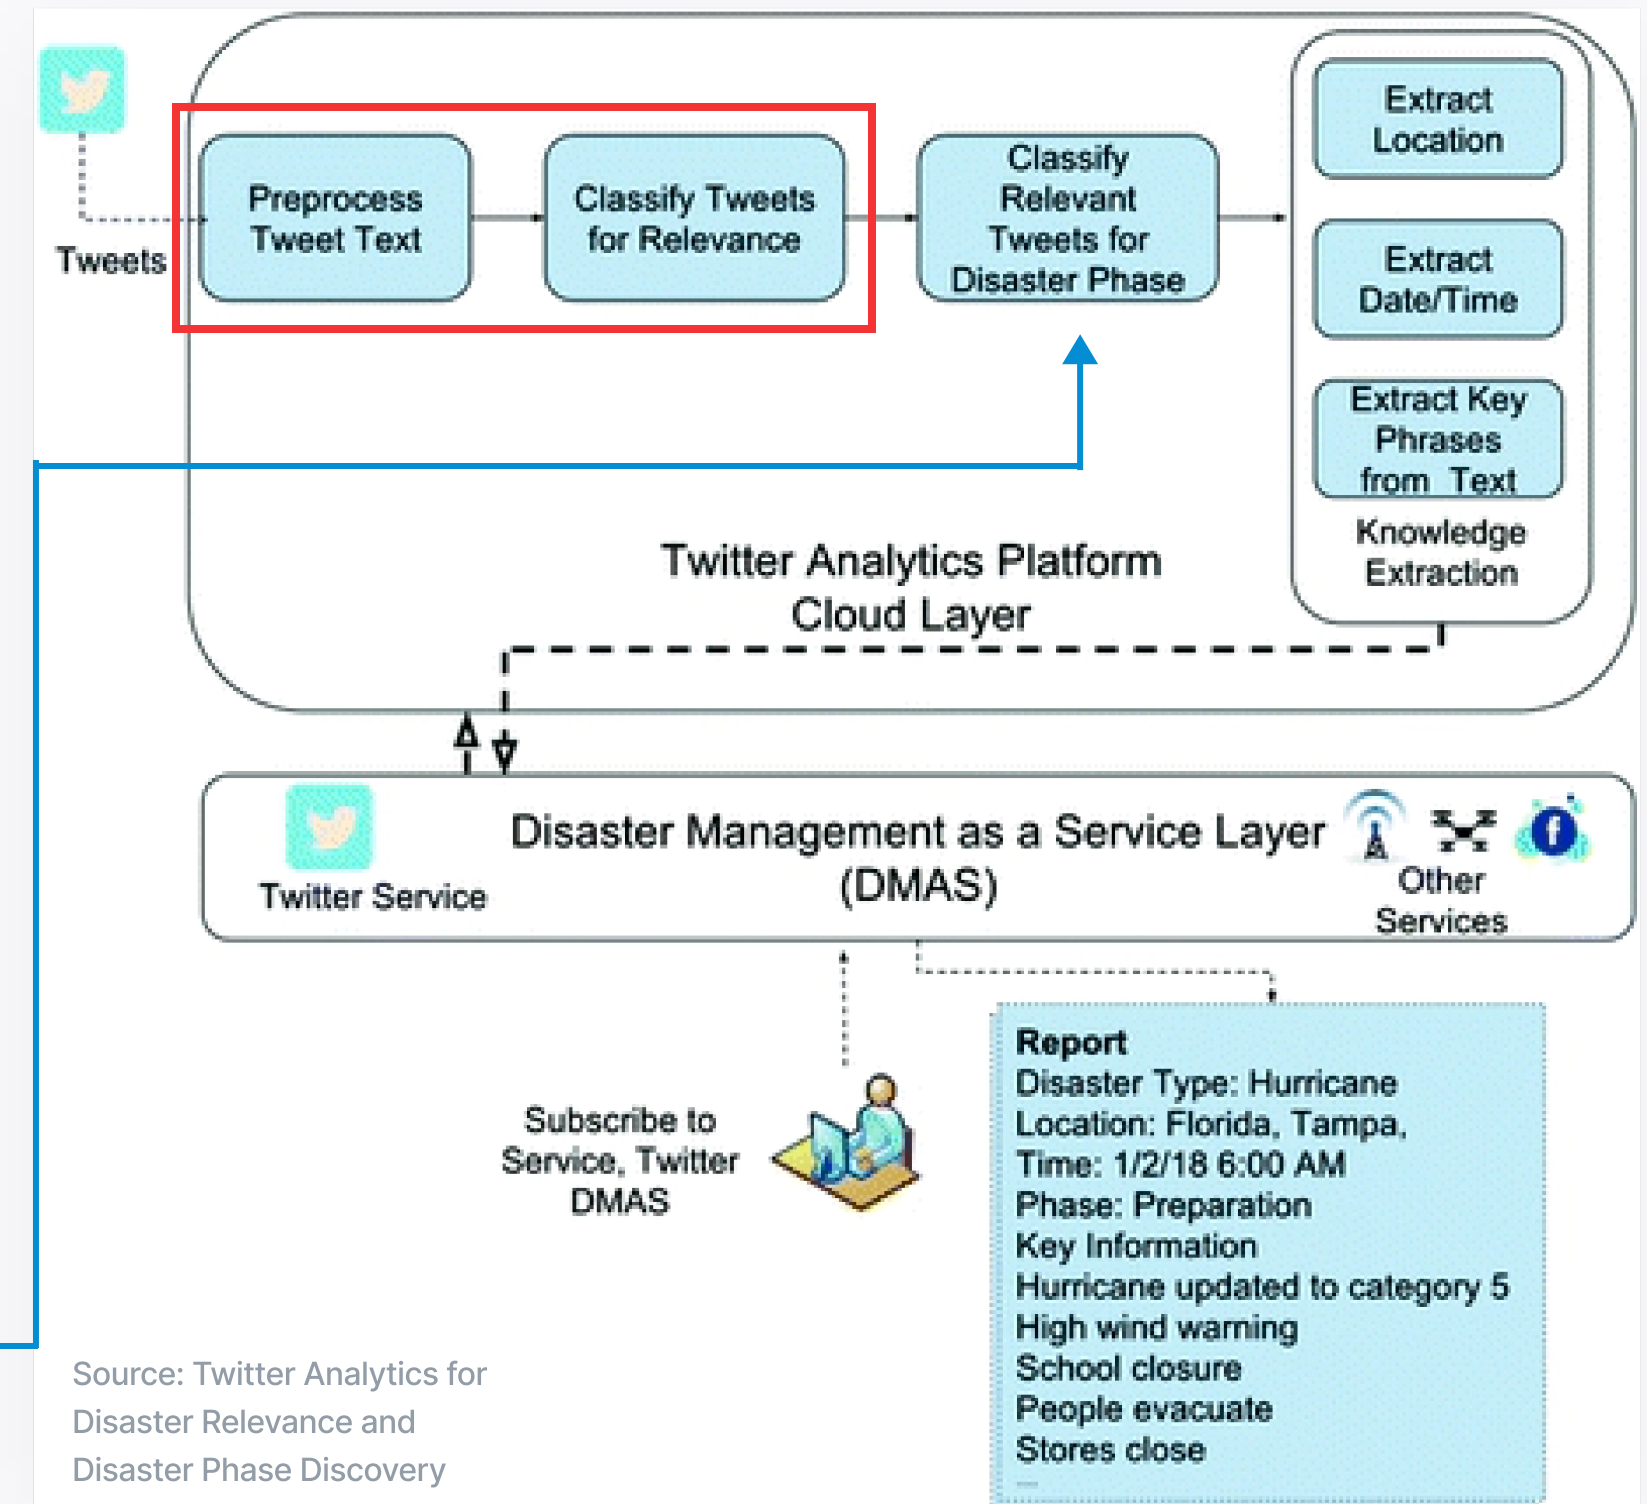 Tweets
Preprocess
Tweet Text
Classify Tweets
for Relevance
Classify
Relevant
Tweets for
Disaster Phase
Extract
Location
Extract
Date/Time
Extract Key
Phrases
from Text
Knowledge
Extraction
Twitter Analytics Platform
Cloud Layer
Twitter Service
Disaster Management as a Service Layer
(DMAS)
f
Other
Services
Subscribe to
Service, Twitter
DMAS
Report
Disaster Type: Hurricane
Location: Florida, Tampa,
Time: 1/2/18 6:00 AM
Phase: Preparation
Key Information
Hurricane updated to category 5
High wind warning
School closure
People evacuate
Stores close
...
Source: Twitter Analytics for
Disaster Relevance and
Disaster Phase Discovery